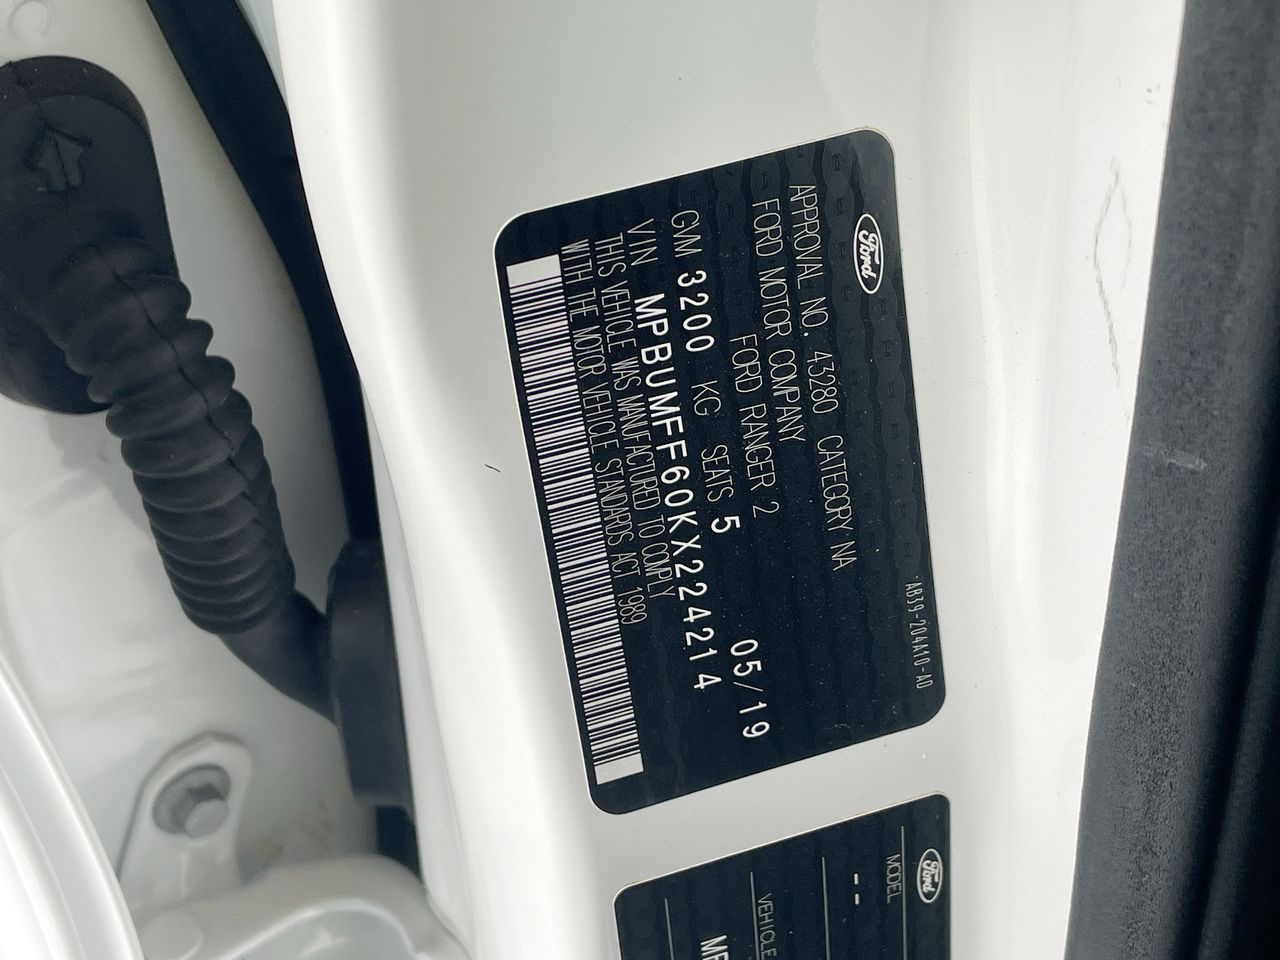 Ford
AB39-204A10-AD
APPROVAL NO. 43280 CATEGORY NA
FORD MOTOR COMPANY
FORD RANGER 2 05/19
GVM 3200 KG SEATS 5
VIN MPBUMFF60KX224214
THIS VEHICLE WAS MANUFACTURED TO COMPLY
WITH THE MOTOR VEHICLE STANDARDS ACT 1989
Ford
MODEL
--
VEHICLE